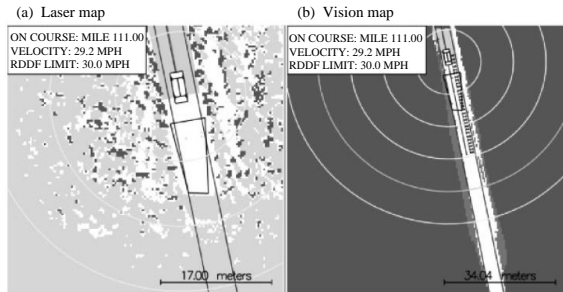 (a) Laser map
(b) Vision map
ON COURSE: MILE 111.00
VELOCITY: 29.2 MPH
RDDF LIMIT: 30.0 MPH
ON COURSE: MILE 111.00
VELOCITY: 29.2 MPH
RDDF LIMIT: 30.0 MPH
17.00 meters
34.04 meters